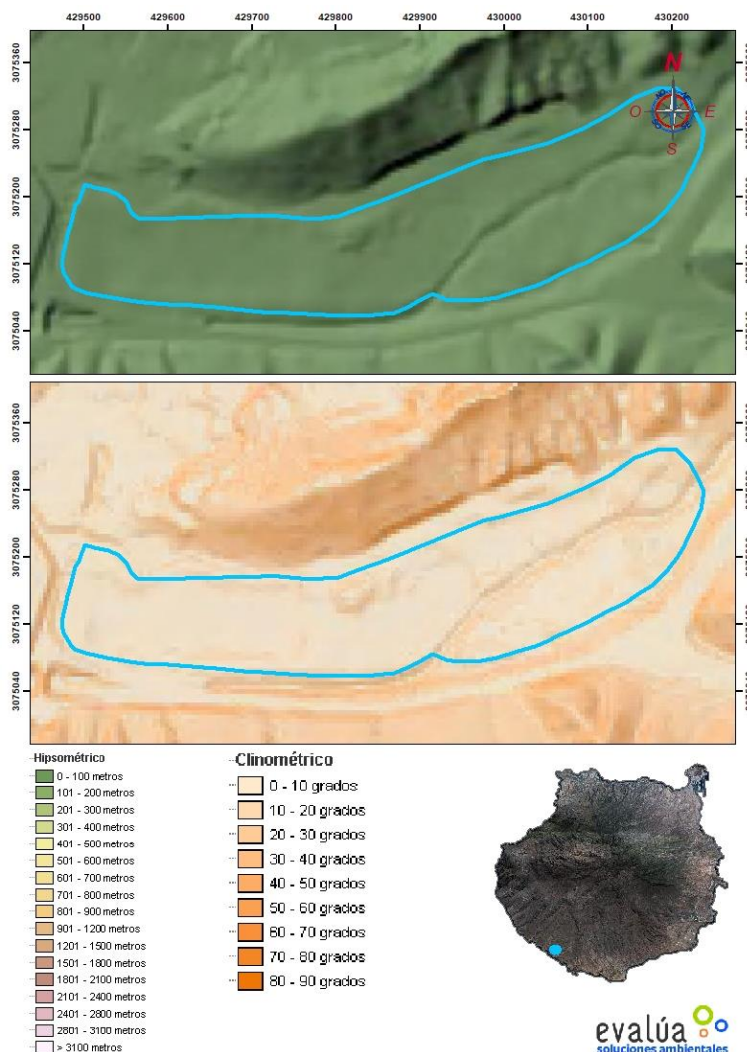 429500 429600 429700 429800 429900 430000 430100 430200
3075360
3075280
3075200
3075120
3075040
N
O E
S
3075360
3075280
3075200
3075120
3075040
Hipsométrico
0 - 100 metros
101 - 200 metros
201 - 300 metros
301 - 400 metros
401 - 500 metros
501 - 600 metros
601 - 700 metros
701 - 800 metros
801 - 900 metros
901 - 1200 metros
1201 - 1500 metros
1501 - 1800 metros
1801 - 2100 metros
2101 - 2400 metros
2401 - 2800 metros
2801 - 3100 metros
> 3100 metros
Clinométrico
0 - 10 grados
10 - 20 grados
20 - 30 grados
30 - 40 grados
40 - 50 grados
50 - 60 grados
60 - 70 grados
70 - 80 grados
80 - 90 grados
evalúa
soluciones ambientales